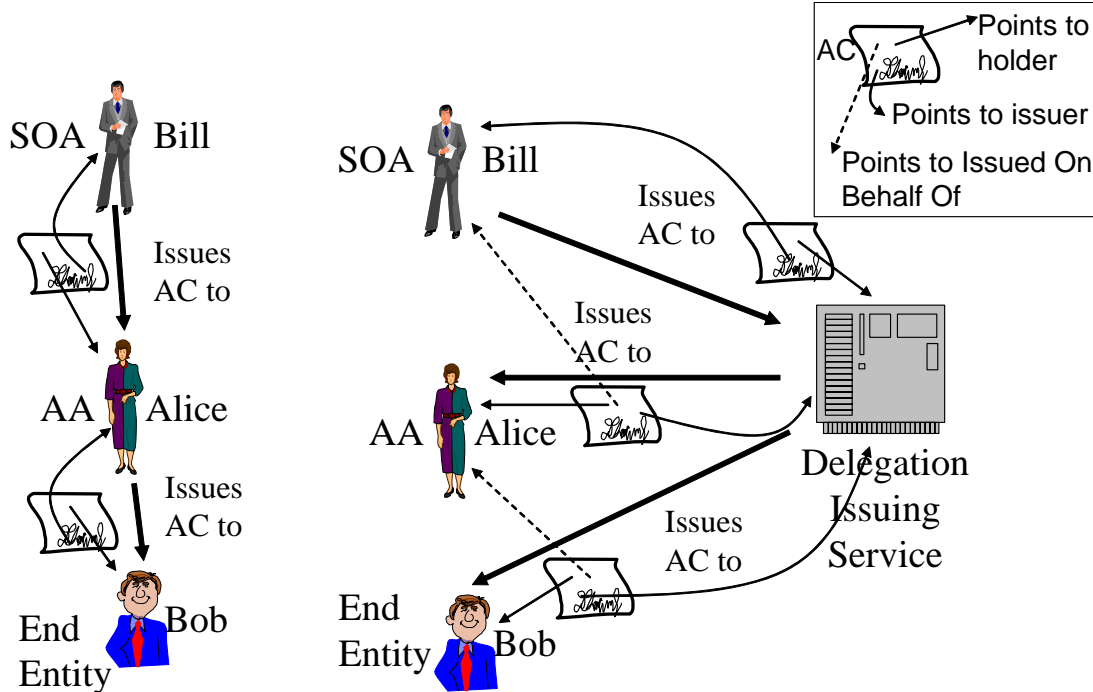 SOA Bill
Issues
AC to
AA Alice
Issues
AC to
End
Entity
Bob
SOA Bill
Issues
AC to
Issues
AC to
AA Alice
Delegation
Issuing
Service
Issues
AC to
End
Entity
Bob
AC
Points to
holder
Points to issuer
Points to Issued On
Behalf Of